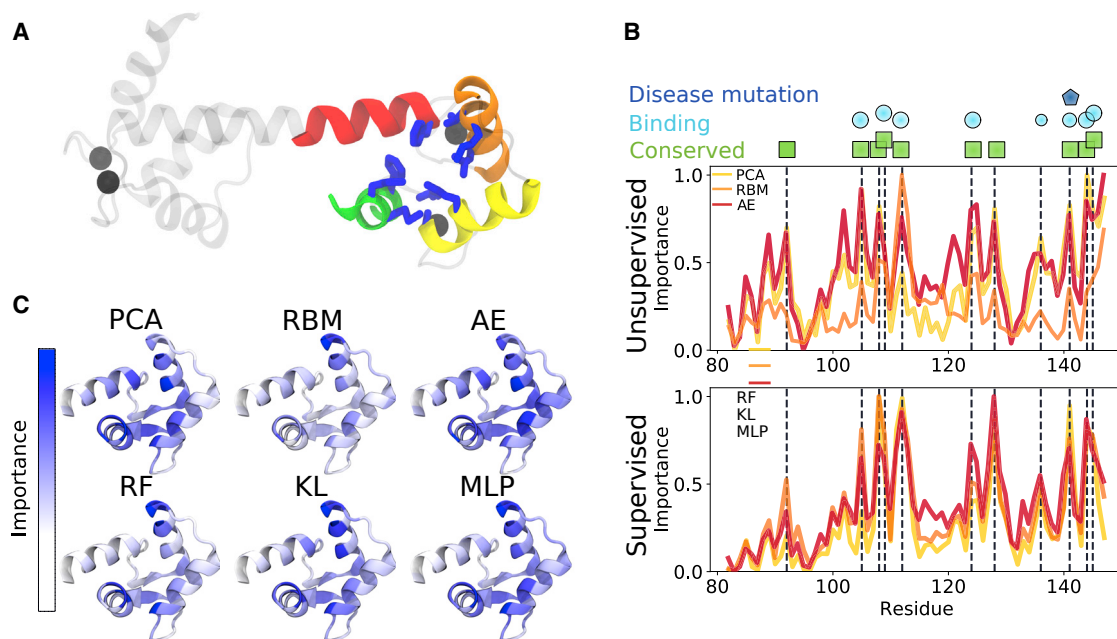 A
B
Disease mutation
Binding
Conserved
1.0
PCA
RBM
AE
Unsupervised
Importance
0.5
0.0
80 100 120 140
1.0
RF
KL
MLP
Supervised
Importance
0.5
0.0
80 100 120 140
Residue
C
PCA RBM AE
Importance
RF KL MLP